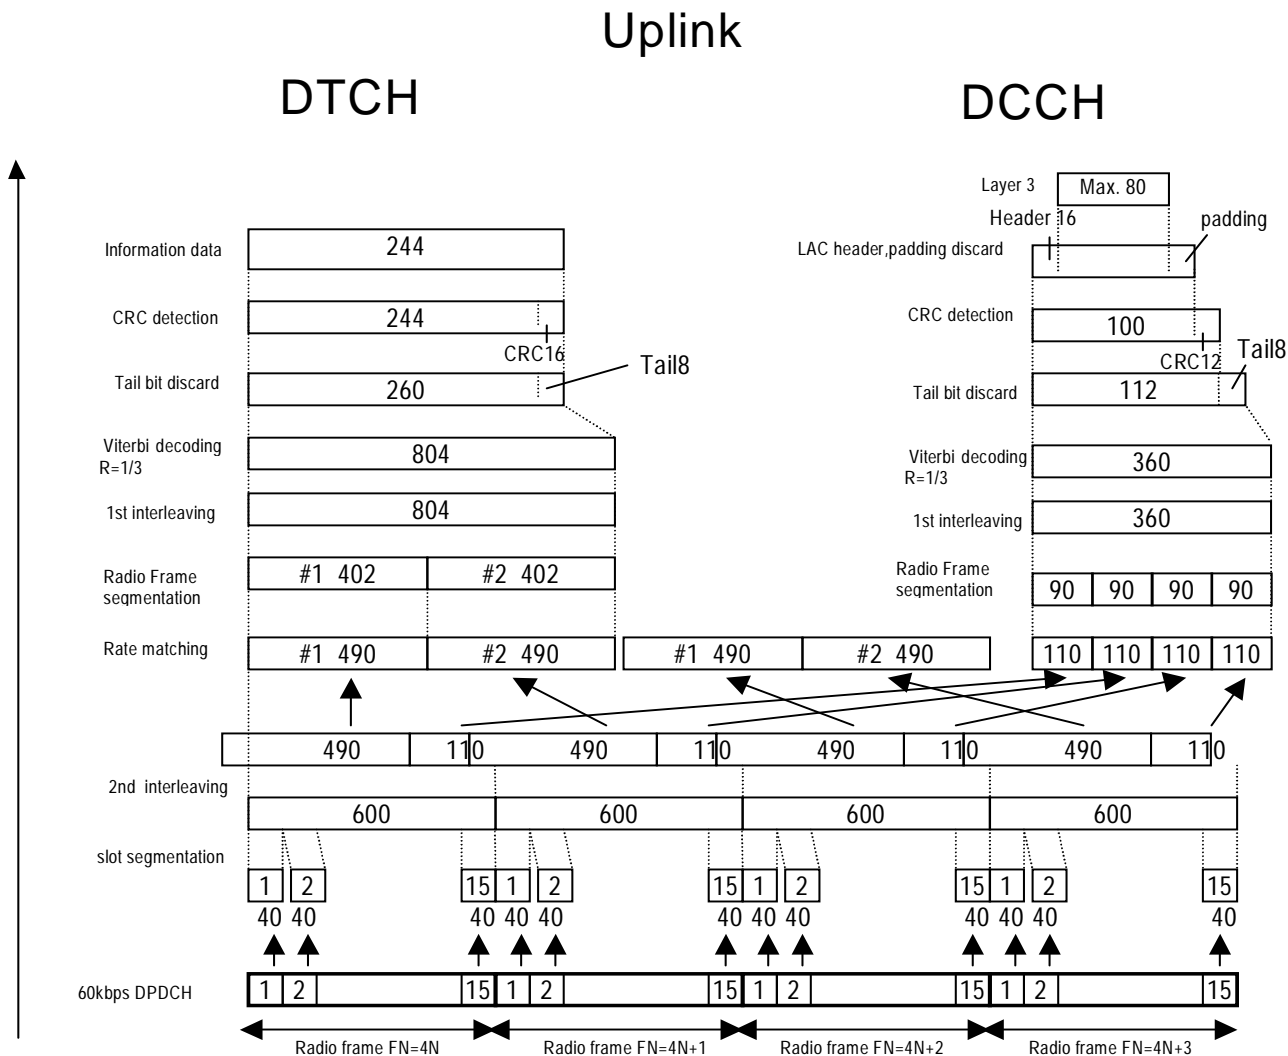 Uplink
DTCH
DCCH
Layer 3
Max. 80
Header 16
padding
Information data
244
LAC header,padding discard
CRC detection
244
CRC16
CRC detection
100
CRC12
Tail8
Tail8
Tail bit discard
260
Tail bit discard
112
Viterbi decoding
R=1/3
804
Viterbi decoding
R=1/3
360
1st interleaving
804
1st interleaving
360
Radio Frame
segmentation
#1 402
#2 402
Radio Frame
segmentation
90 90 90 90
Rate matching
#1 490
#2 490
#1 490
#2 490
110 110 110 110
490 110 490 110 490 110 490 110
2nd interleaving
600 600 600 600
slot segmentation
1 2 15 1 2 15 1 2 15 1 2 15
40 40 40 40 40 40 40 40 40 40 40 40
60kbps DPDCH
1 2 15 1 2 15 1 2 15 1 2 15
Radio frame FN=4N
Radio frame FN=4N+1
Radio frame FN=4N+2
Radio frame FN=4N+3